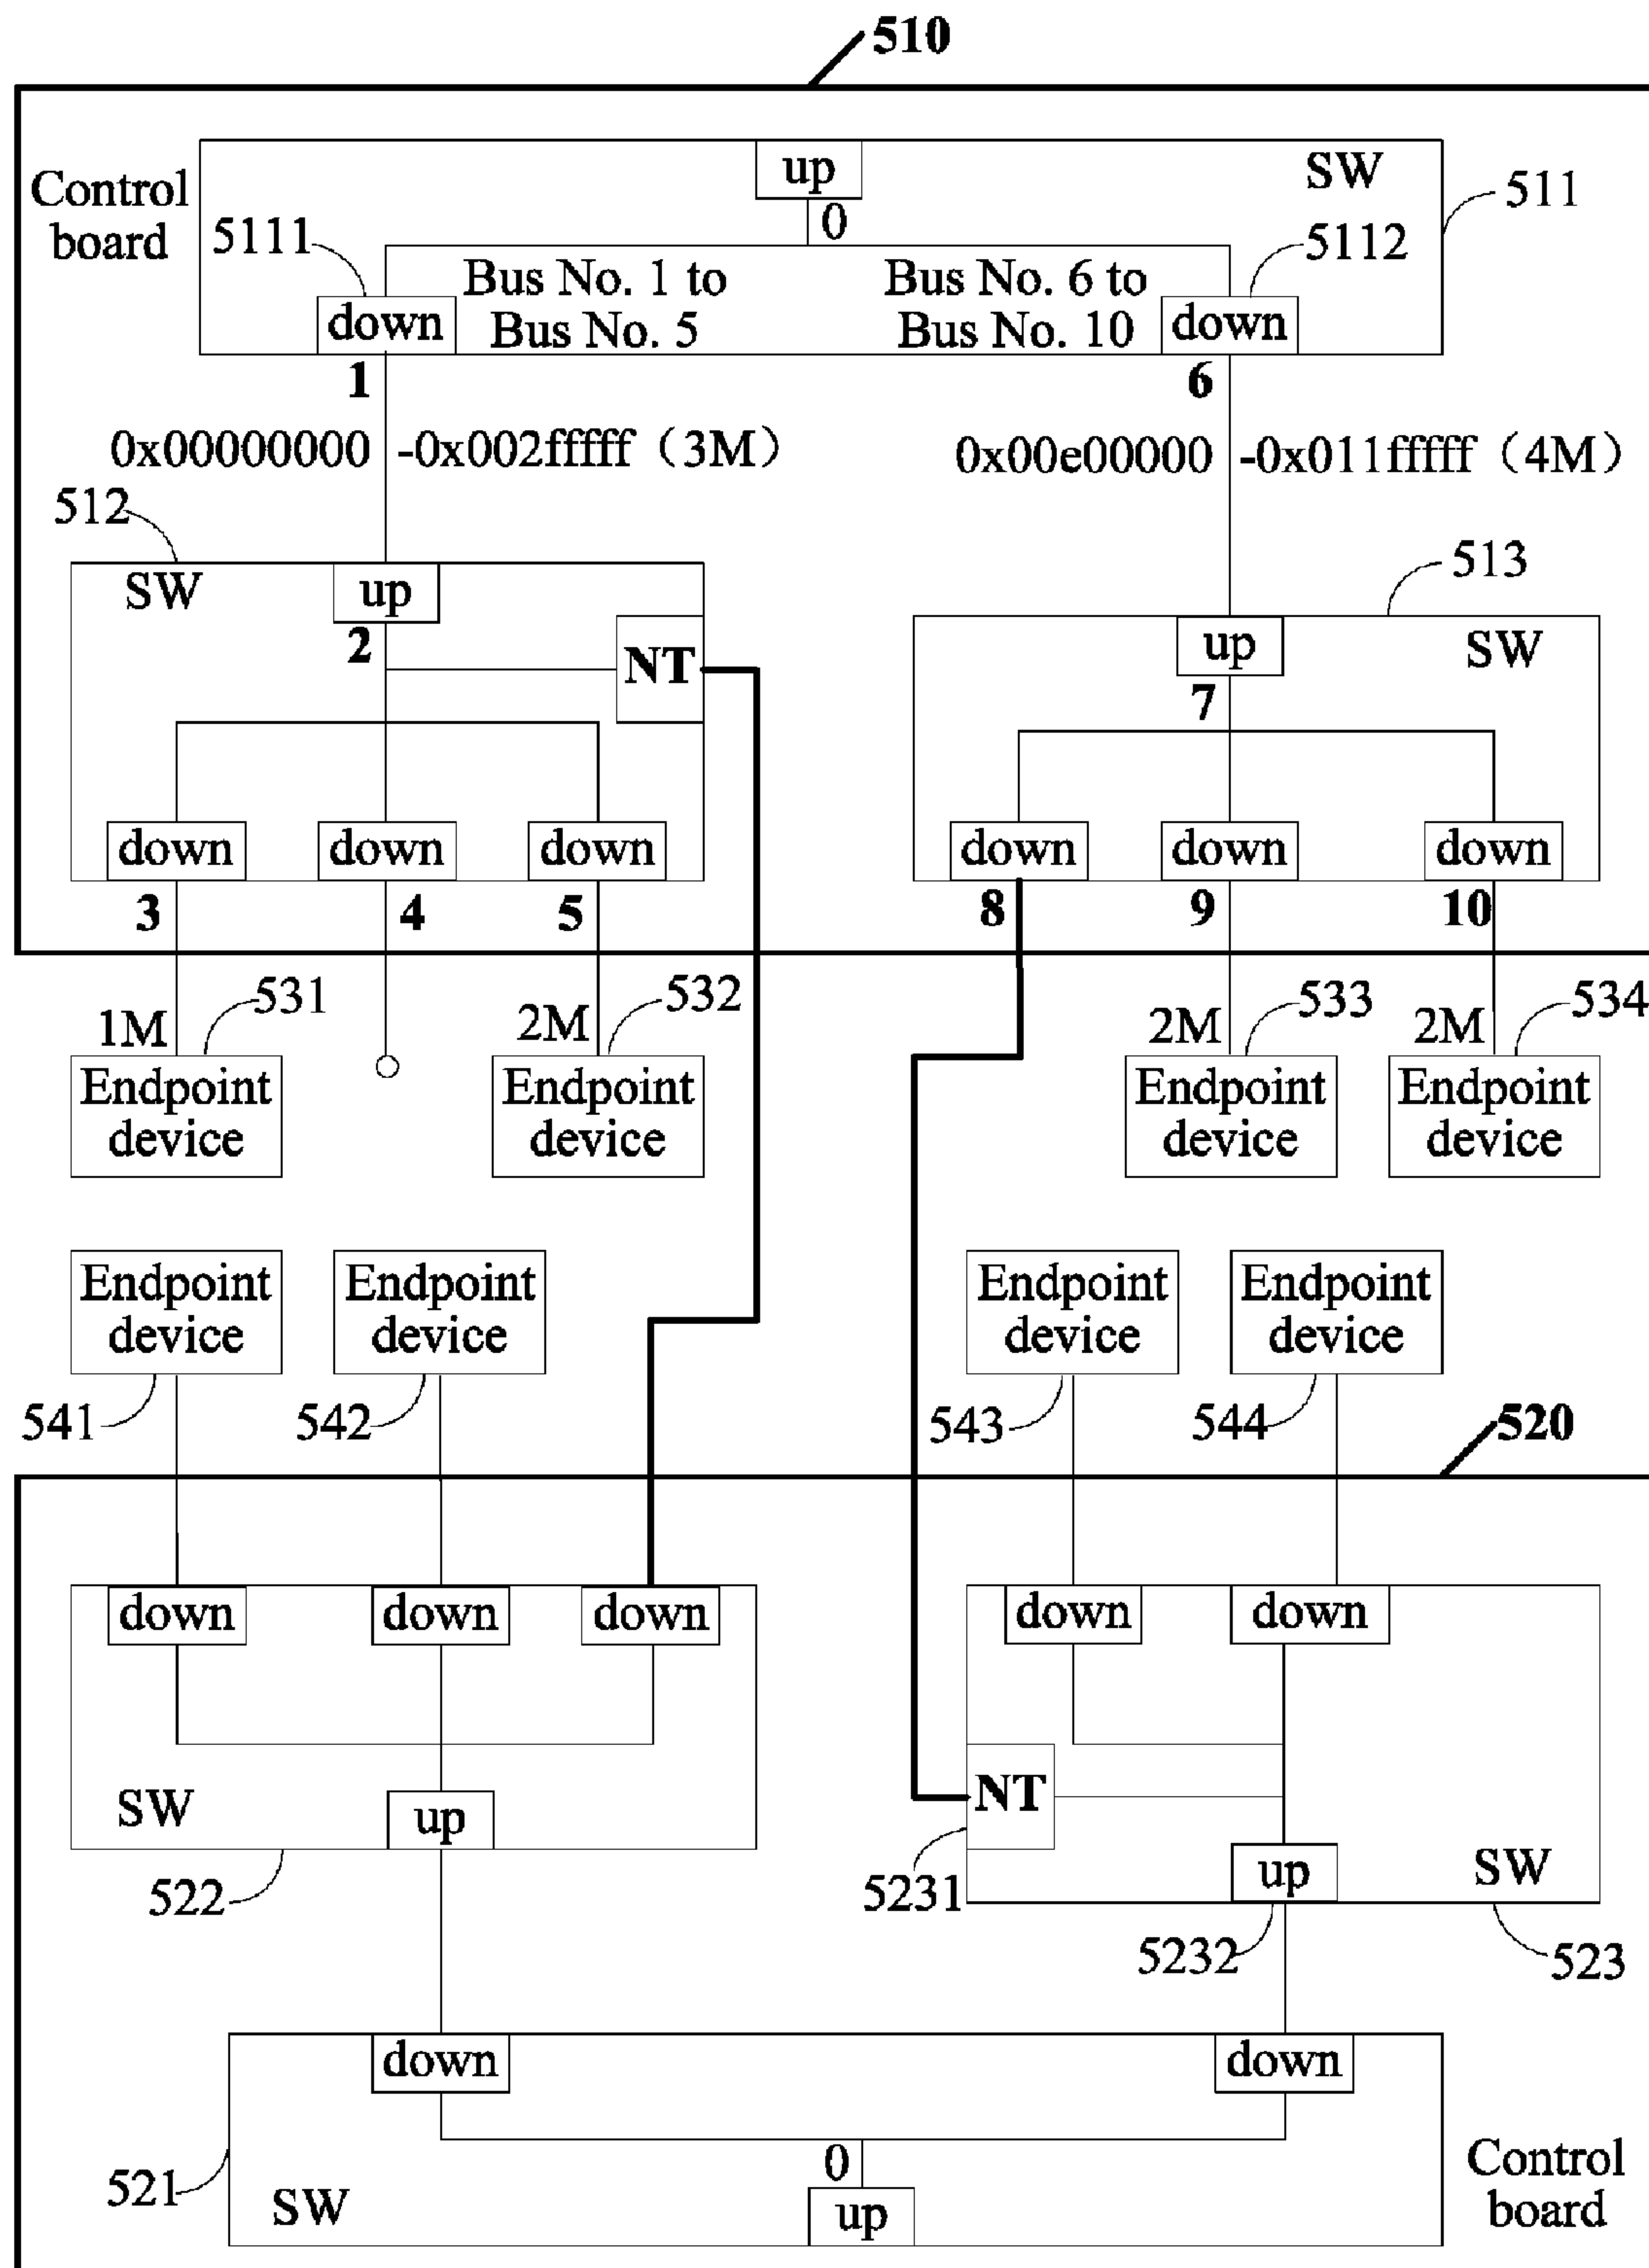 510
Control
board
up
SW
511
0
5111
5112
Bus No. 1 to
Bus No. 5
Bus No. 6 to
Bus No. 10
down
down
1
6
0x00000000 -0x002fffff（3M）
0x00e00000 -0x011fffff（4M）
512
513
SW
up
2
NT
up
SW
7
down
down
down
down
down
down
3
4
5
8
9
10
1M
531
2M
532
2M
533
2M
534
Endpoint
device
Endpoint
device
Endpoint
device
Endpoint
device
Endpoint
device
Endpoint
device
Endpoint
device
Endpoint
device
541
542
543
544
520
down
down
down
down
down
SW
up
NT
522
5231
up
SW
5232
523
down
down
0
521
SW
up
Control
board